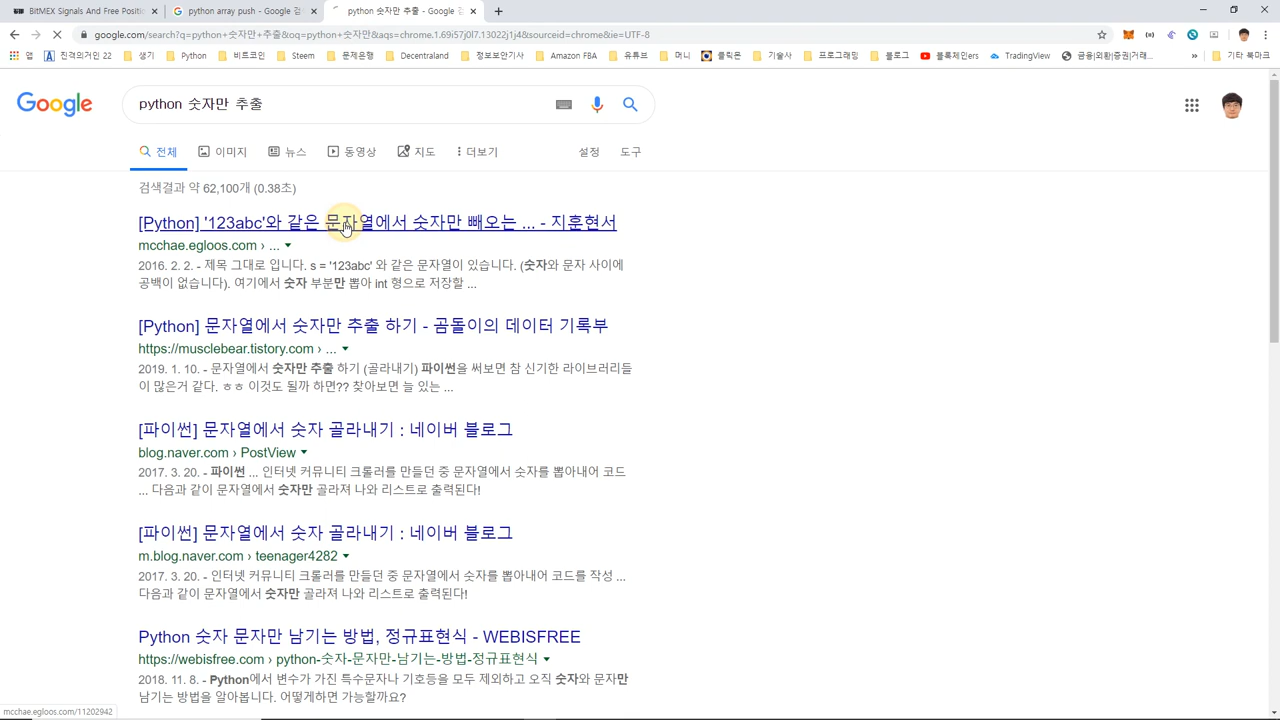 BitMEX Signals And Free Positio
python array push - Google 검
python 숫자만 추출 - Google 검
google.com/search?q=python+숫자만+추출&oq=python+숫자만&aqs=chrome.1.69i57j0l7.13022j1j4&sourceid=chrome&ie=UTF-8
앱
진격의거인 22
생기
Python
비트코인
Steem
문제은행
Decentraland
정보보안기사
Amazon FBA
유튜브
머니
클릭몬
기술사
프로그래밍
블로그
블록체인ers
TradingView
금융|외환|증권|거래...
»
기타 북마크
Google
python 숫자만 추출
전체
이미지
뉴스
동영상
지도
더보기
설정
도구
검색결과 약 62,100개 (0.38초)
[Python] '123abc'와 같은 문자열에서 숫자만 빼오는 ... - 지훈현서
mcchae.egloos.com › ...
2016. 2. 2. - 제목 그대로 입니다. s = '123abc' 와 같은 문자열이 있습니다. (숫자와 문자 사이에
공백이 없습니다). 여기에서 숫자 부분만 뽑아 int 형으로 저장할 ...
[Python] 문자열에서 숫자만 추출 하기 - 곰돌이의 데이터 기록부
https://musclebear.tistory.com › ...
2019. 1. 10. - 문자열에서 숫자만 추출 하기 (골라내기) 파이썬을 써보면 참 신기한 라이브러리들
이 많은거 같다. ㅎㅎ 이것도 될까 하면?? 찾아보면 늘 있는 ...
[파이썬] 문자열에서 숫자 골라내기 : 네이버 블로그
blog.naver.com › PostView
2017. 3. 20. - 파이썬 ... 인터넷 커뮤니티 크롤러를 만들던 중 문자열에서 숫자를 뽑아내어 코드
... 다음과 같이 문자열에서 숫자만 골라져 나와 리스트로 출력된다!
[파이썬] 문자열에서 숫자 골라내기 : 네이버 블로그
m.blog.naver.com › teenager4282
2017. 3. 20. - 인터넷 커뮤니티 크롤러를 만들던 중 문자열에서 숫자를 뽑아내어 코드를 작성 ...
다음과 같이 문자열에서 숫자만 골라져 나와 리스트로 출력된다!
Python 숫자 문자만 남기는 방법, 정규표현식 - WEBISFREE
https://webisfree.com › python-숫자-문자만-남기는-방법-정규표현식
2018. 11. 8. - Python에서 변수가 가진 특수문자나 기호등을 모두 제외하고 오직 숫자와 문자만
남기는 방법을 알아봅니다. 어떻게하면 가능할까요?
mcchae.egloos.com/11202942